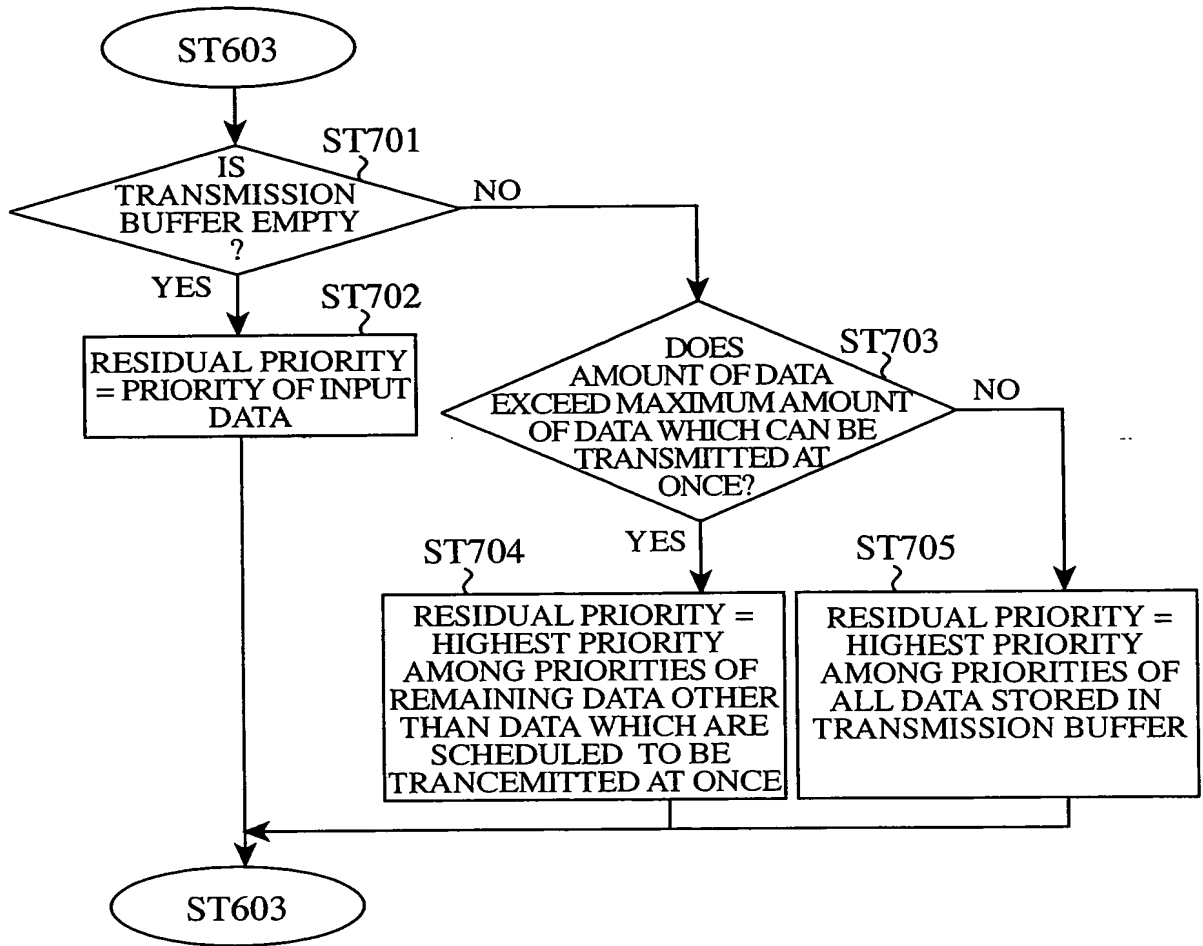 ST603
ST701
IS
TRANSMISSION
BUFFER EMPTY
?
NO
YES
ST702
RESIDUAL PRIORITY
= PRIORITY OF INPUT
DATA
ST703
DOES
AMOUNT OF DATA
EXCEED MAXIMUM AMOUNT
OF DATA WHICH CAN BE
TRANSMITTED AT
ONCE?
NO
YES
ST704
RESIDUAL PRIORITY =
HIGHEST PRIORITY
AMONG PRIORITIES OF
REMAINING DATA OTHER
THAN DATA WHICH ARE
SCHEDULED TO BE
TRANCEMITTED AT ONCE
ST705
RESIDUAL PRIORITY =
HIGHEST PRIORITY
AMONG PRIORITIES OF
ALL DATA STORED IN
TRANSMISSION BUFFER
ST603